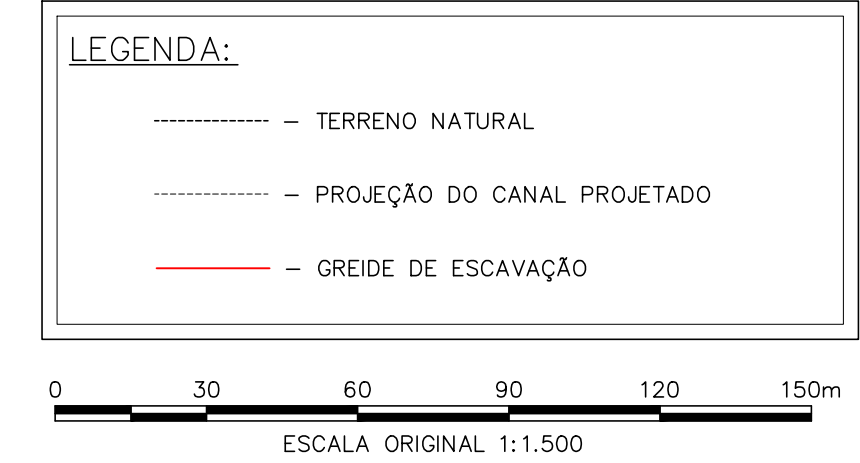 LEGENDA:
– TERRENO NATURAL
– PROJEÇÃO DO CANAL PROJETADO
– GREIDE DE ESCAVAÇÃO
0 30 60 90 120 150m
ESCALA ORIGINAL 1:1.500